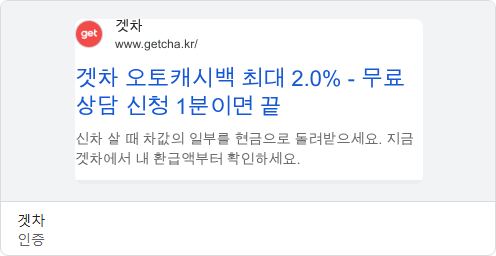 get
겟차
www.getcha.kr/
겟차 오토캐시백 최대 2.0% - 무료
상담 신청 1분이면 끝
신차 살 때 차값의 일부를 현금으로 돌려받으세요. 지금
겟차에서 내 환급액부터 확인하세요.
겟차
인증